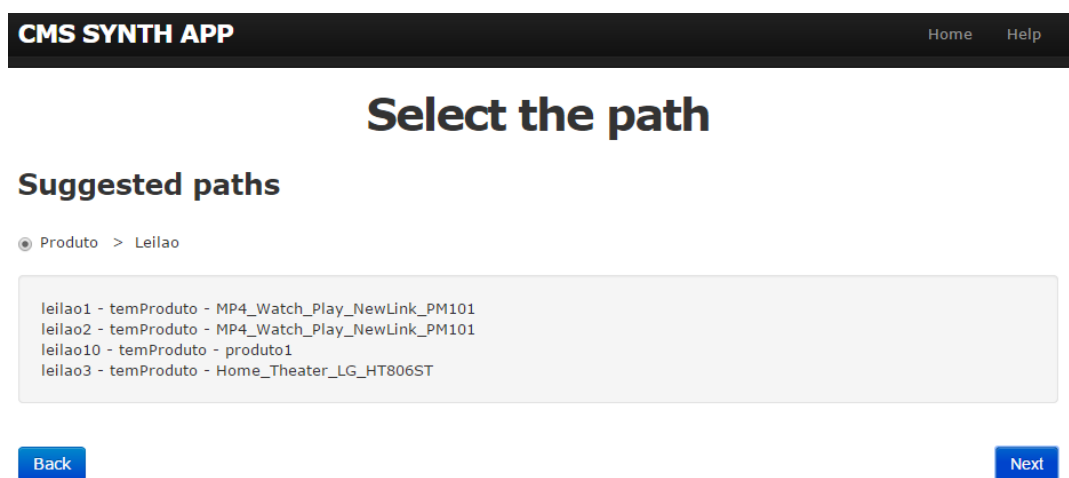 CMS SYNTH APP Home Help
Select the path
Suggested paths
Produto > Leilao
leilao1 - temProduto - MP4_Watch_Play_NewLink_PM101
leilao2 - temProduto - MP4_Watch_Play_NewLink_PM101
leilao10 - temProduto - produto1
leilao3 - temProduto - Home_Theater_LG_HT806ST
Back Next